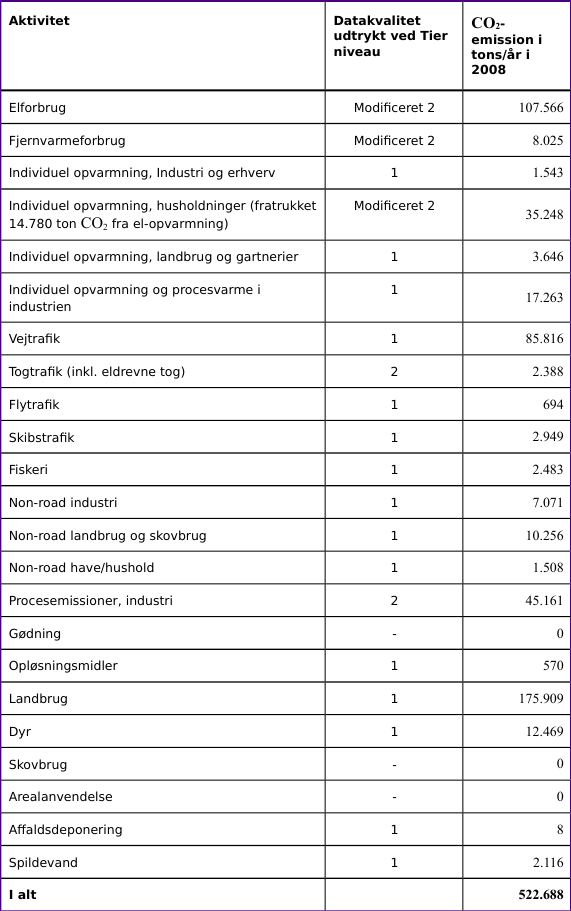 Aktivitet
Datakvalitet
udtrykt ved Tier
niveau
CO₂-
emission i
tons/år i
2008
Elforbrug Modificeret 2 107.566
Fjernvarmeforbrug Modificeret 2 8.025
Individuel opvarmning, Industri og erhverv 1 1.543
Individuel opvarmning, husholdninger (fratrukket
14.780 ton CO₂ fra el-opvarmning) Modificeret 2 35.248
Individuel opvarmning, landbrug og gartnerier 1 3.646
Individuel opvarmning og procesvarme i
industrien 1 17.263
Vejtrafik 1 85.816
Togtrafik (inkl. eldrevne tog) 2 2.388
Flytrafik 1 694
Skibstrafik 1 2.949
Fiskeri 1 2.483
Non-road industri 1 7.071
Non-road landbrug og skovbrug 1 10.256
Non-road have/hushold 1 1.508
Procesemissioner, industri 2 45.161
Gødning - 0
Opløsningsmidler 1 570
Landbrug 1 175.909
Dyr 1 12.469
Skovbrug - 0
Arealanvendelse - 0
Affaldsdeponering 1 8
Spildevand 1 2.116
I alt 522.688